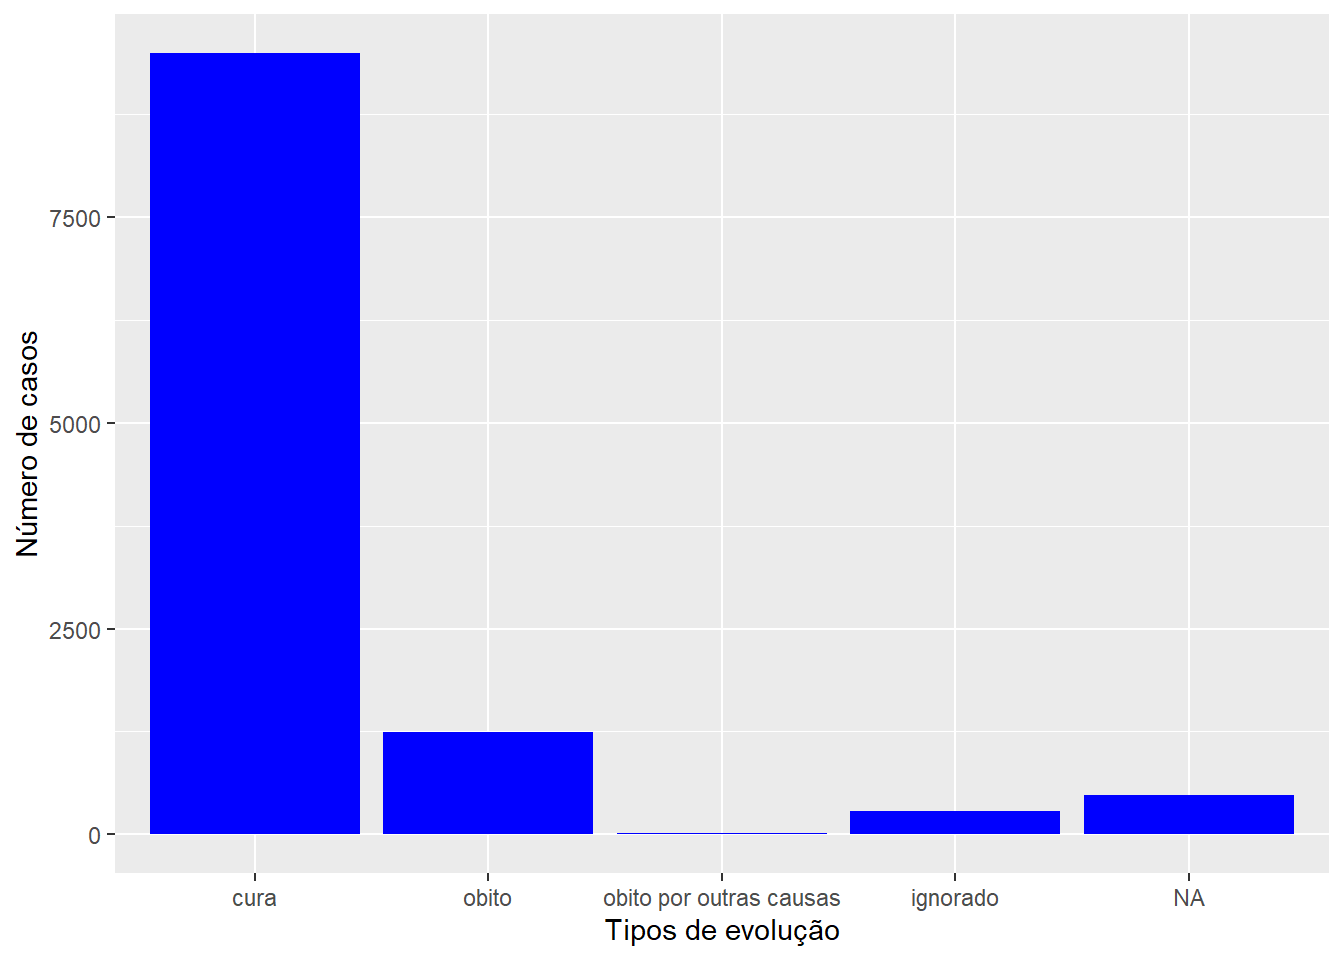 Número de casos
7500
5000
2500
0
cura
obito
obito por outras causas
ignorado
NA
Tipos de evolução